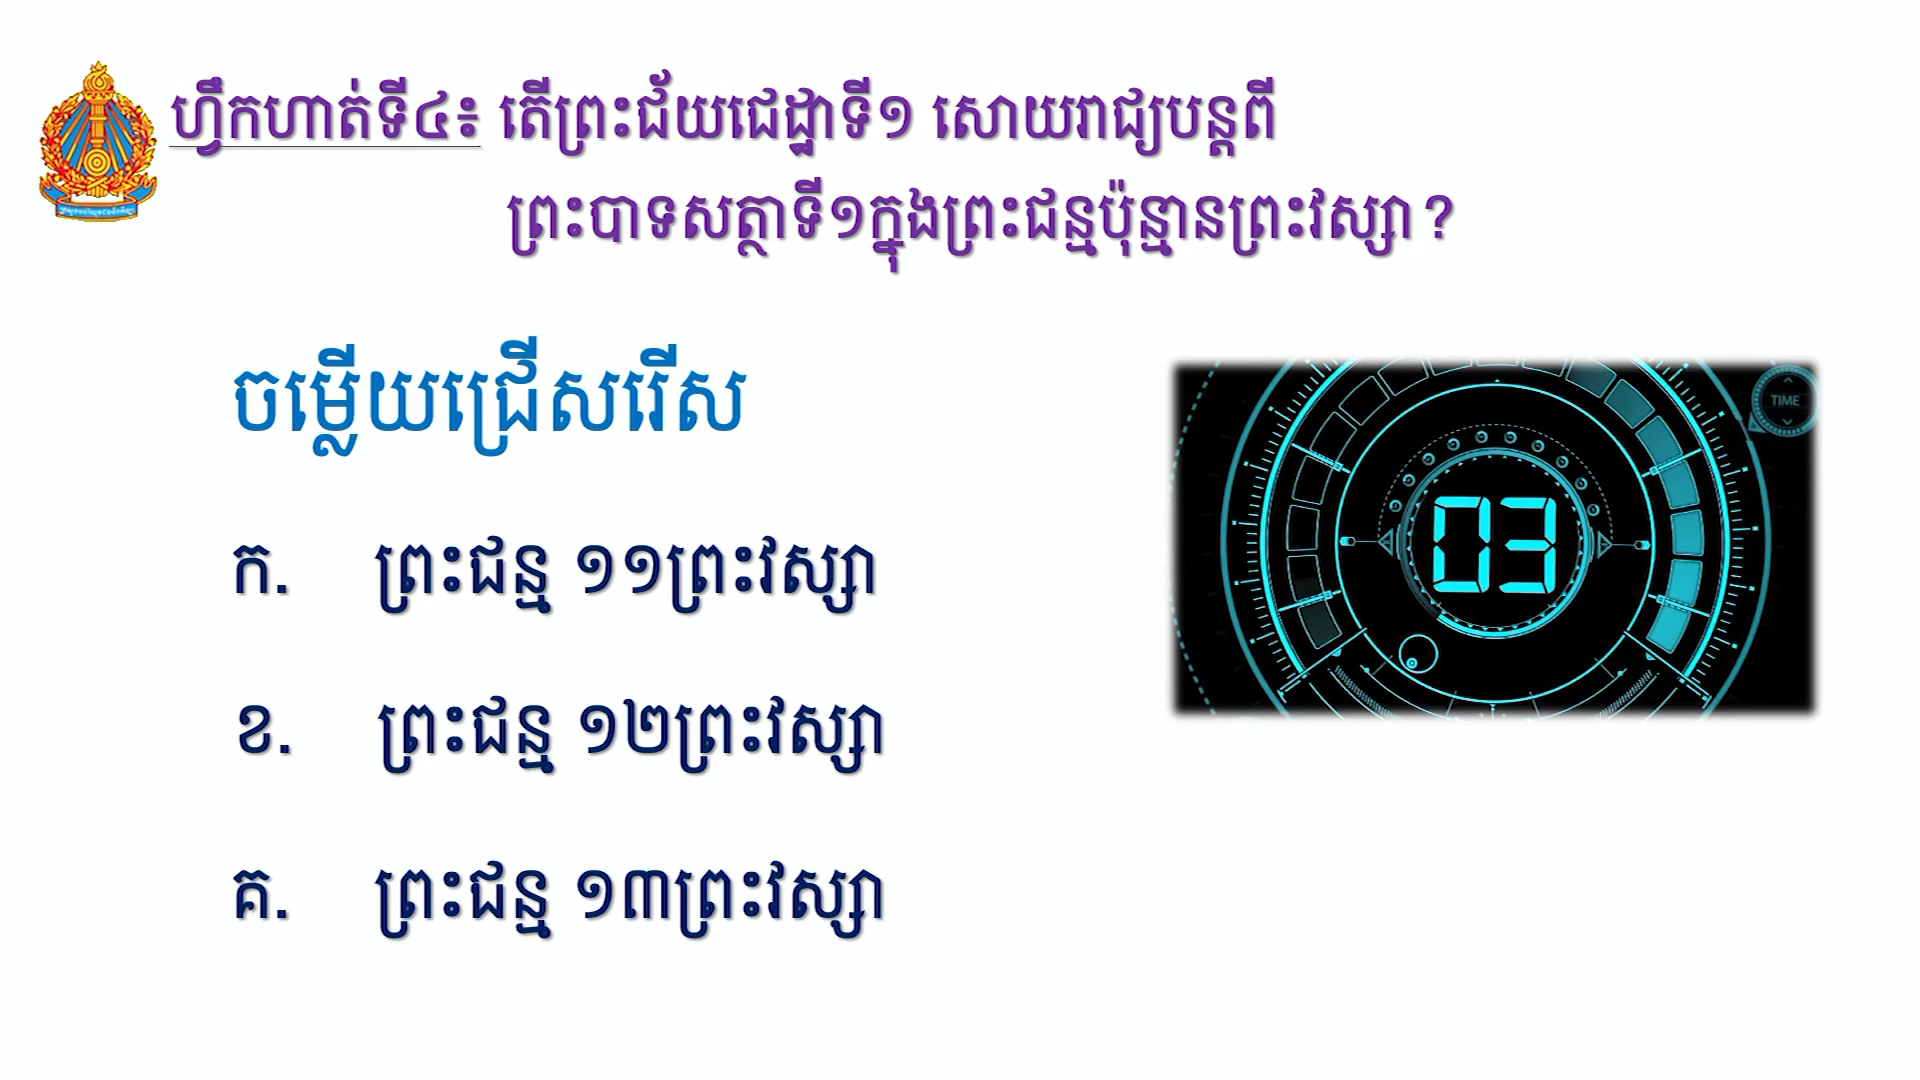 ហ្វឹកហាត់ទី៤៖ តើព្រះជ័យជេដ្ឋាទី១ សោយរាជ្យបន្តពី
ព្រះបាទសត្ថាទី១ក្នុងព្រះជន្មប៉ុន្មានព្រះវស្សា?
ចម្លើយជ្រើសរើស
ក. ព្រះជន្ម ១១ព្រះវស្សា
TIME
03
ខ. ព្រះជន្ម ១២ព្រះវស្សា
គ. ព្រះជន្ម ១៣ព្រះវស្សា